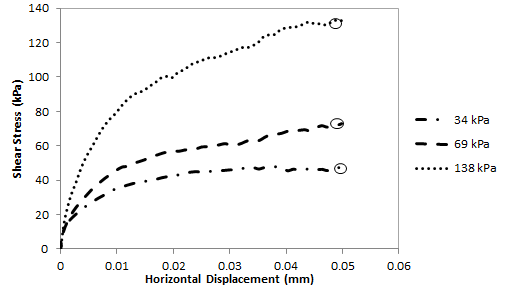 140
120
100
80
60
40
20
0
Shear Stress (kPa)
0 0.01 0.02 0.03 0.04 0.05 0.06
Horizontal Displacement (mm)
34 kPa
69 kPa
138 kPa